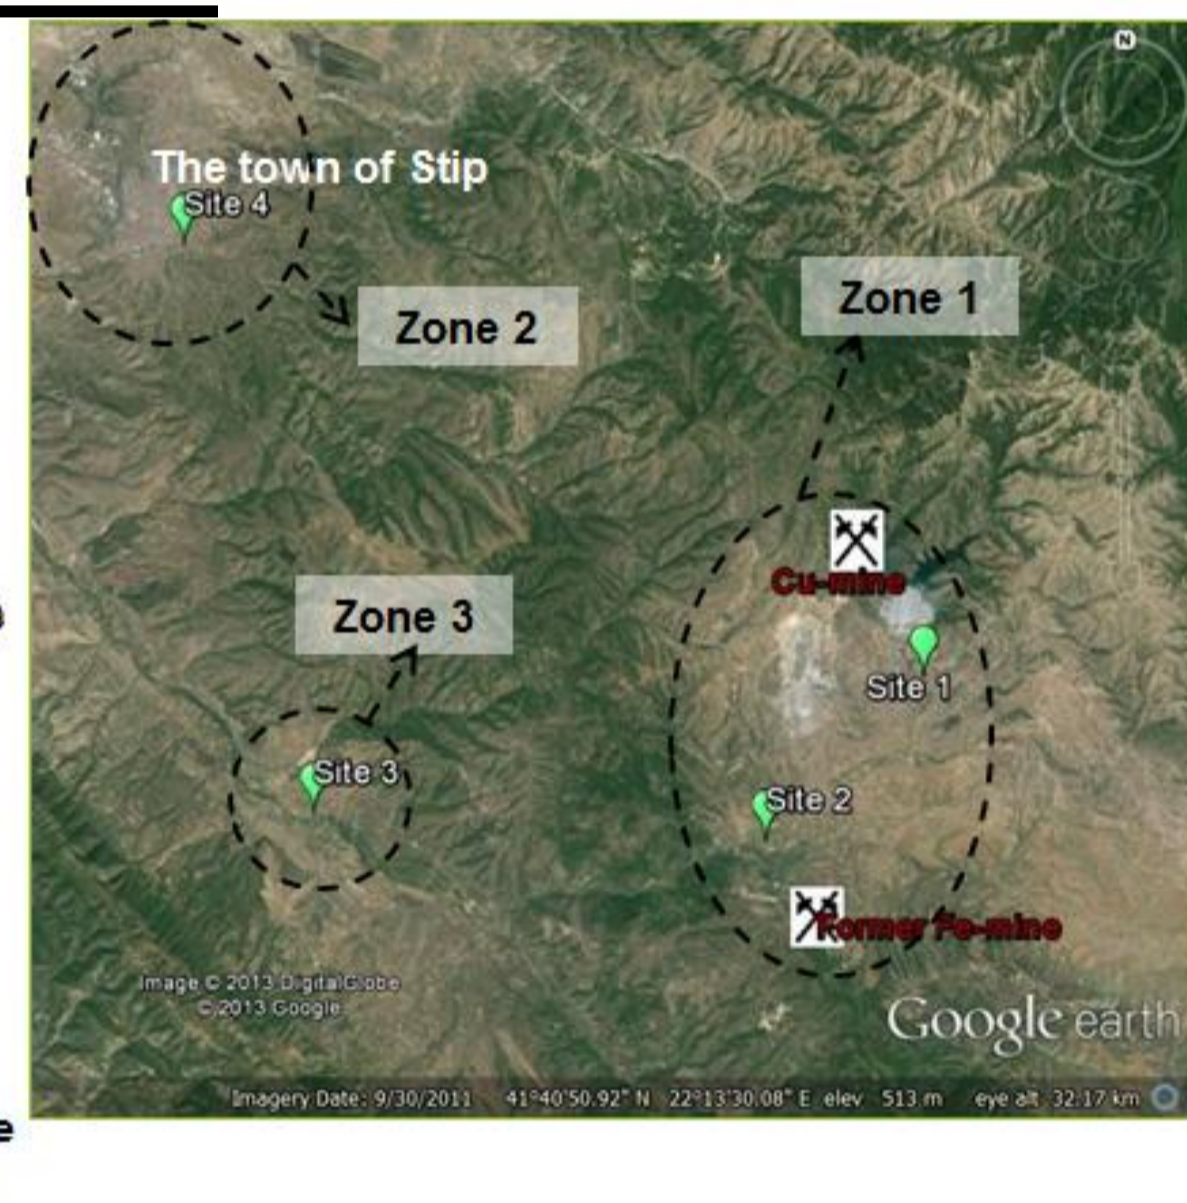 N
The town of Stip
Site 4
Zone 1
Zone 2
Cu-mine
Zone 3
Site 1
Site 3
Site 2
Former Fe-mine
Image © 2013 DigitalGlobe
© 2013 Google
Google earth
Imagery Date: 9/30/2011 41°40'50.92" N 22°13'30.08" E elev 513 m eye alt 32.17 km
e